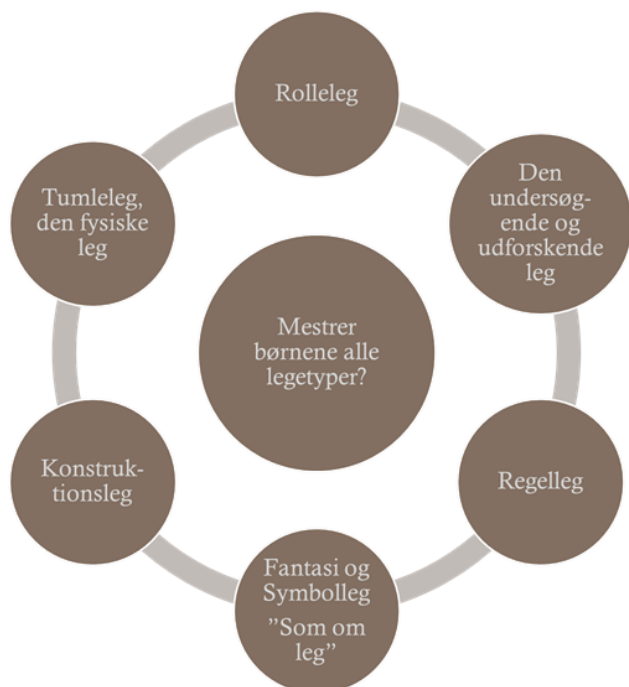 Rolleleg
Den
undersøg-
ende og
udforskende
leg
Tumleleg,
den fysiske
leg
Mestrer
børnene alle
legetyper?
Konstruk-
tionsleg
Regelleg
Fantasi og
Symbolleg
”Som om
leg”